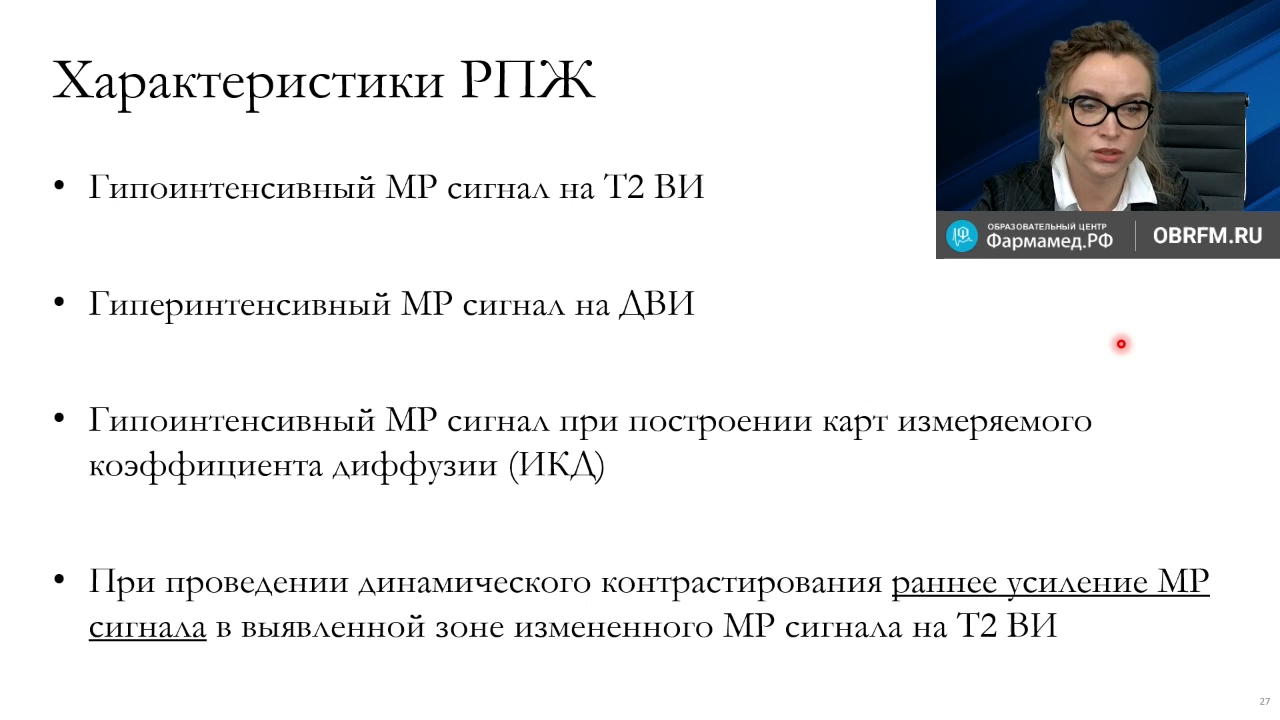 Характеристики РПЖ
ОБРАЗОВАТЕЛЬНЫЙ ЦЕНТР
Фармамед.РФ
OBRFM.RU
• Гипоинтенсивный МР сигнал на Т2 ВИ
• Гиперинтенсивный МР сигнал на ДВИ
• Гипоинтенсивный МР сигнал при построении карт измеряемого
коэффициента диффузии (ИКД)
• При проведении динамического контрастирования раннее усиление МР
сигнала в выявленной зоне измененного МР сигнала на Т2 ВИ
27